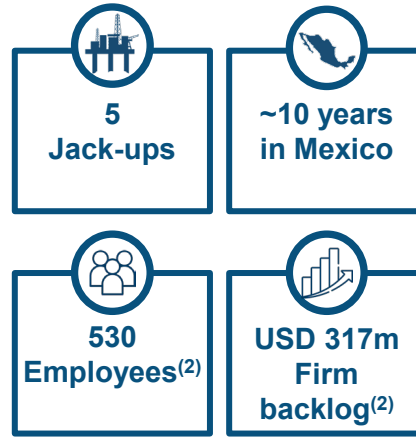 5
Jack-ups
~10 years
in Mexico
530
Employees(2)
USD 317m
Firm
backlog(2)